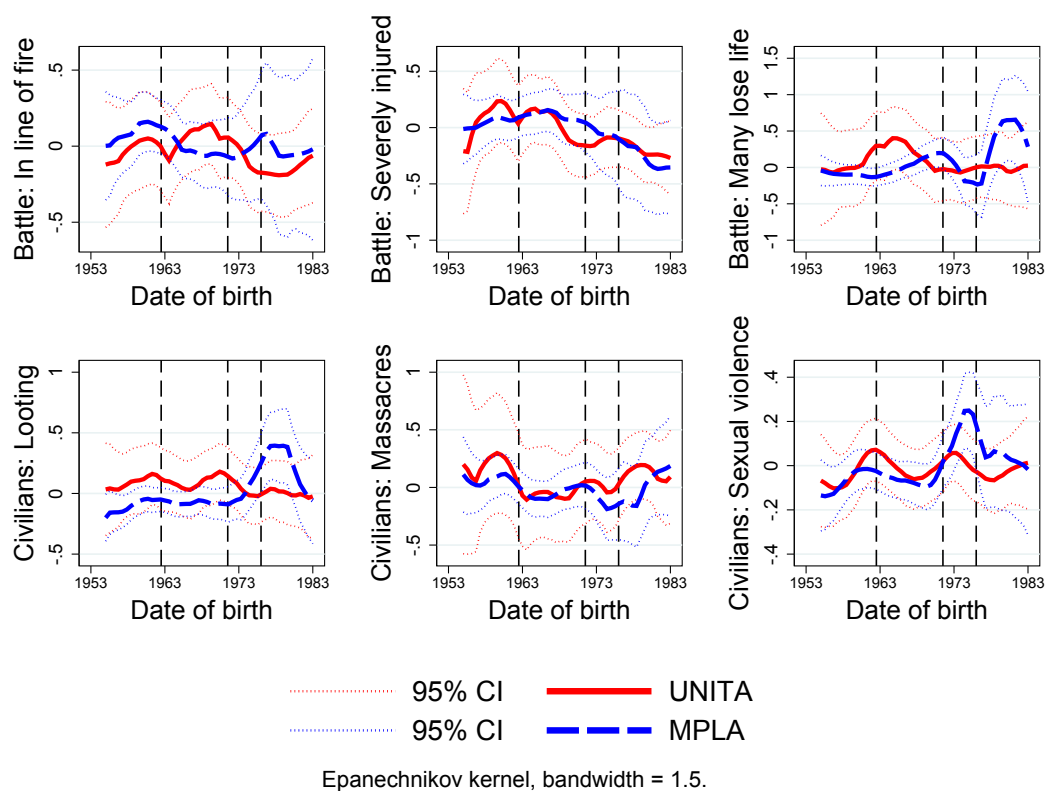 Battle: In line of fire
.5
0
-.5
1953 1963 1973 1983
Date of birth
Battle: Severely injured
.5
0
-.5
-1
1953 1963 1973 1983
Date of birth
Battle: Many lose life
1.5
1
.5
0
-.5
-1
1953 1963 1973 1983
Date of birth
Civilians: Looting
1
.5
0
-.5
1953 1963 1973 1983
Date of birth
Civilians: Massacres
1
.5
0
-.5
1953 1963 1973 1983
Date of birth
Civilians: Sexual violence
.4
.2
0
-.2
-.4
1953 1963 1973 1983
Date of birth
95% CI UNITA
95% CI MPLA
Epanechnikov kernel, bandwidth = 1.5.